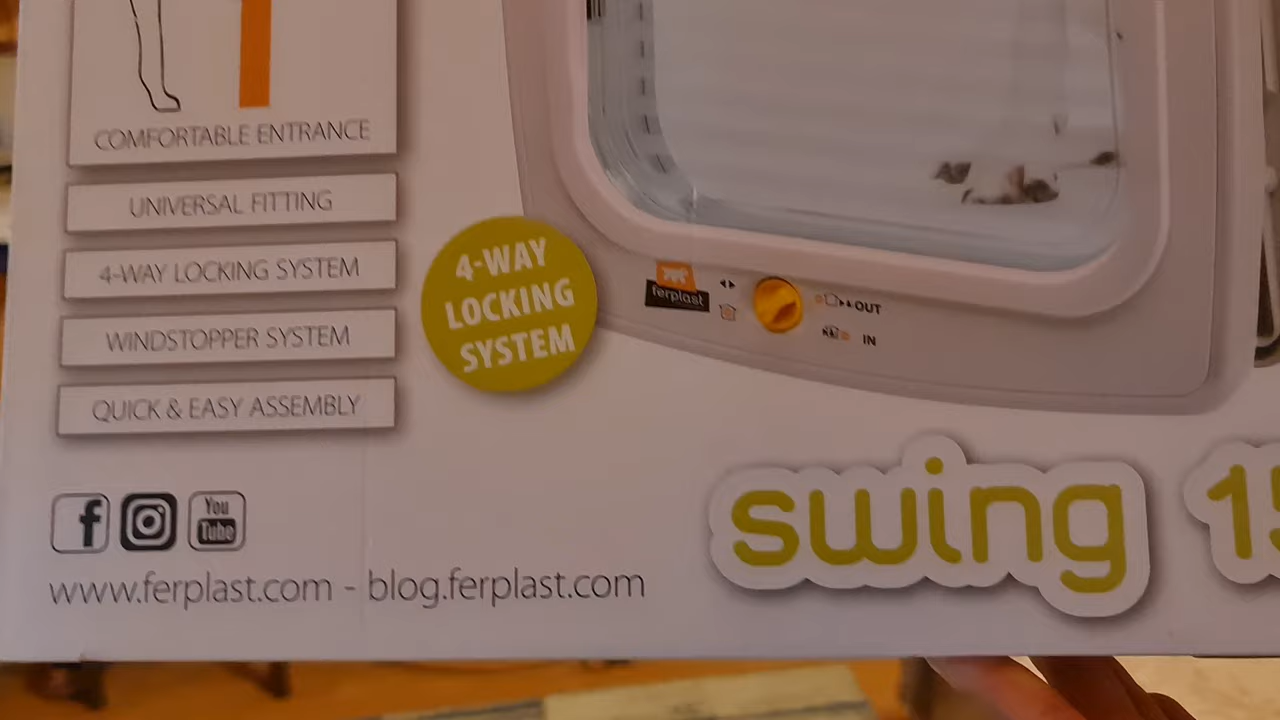 COMFORTABLE ENTRANCE
UNIVERSAL FITTING
4-WAY LOCKING SYSTEM
WINDSTOPPER SYSTEM
QUICK & EASY ASSEMBLY
4-WAY
LOCKING
SYSTEM
ferplast
OUT
IN
swing 15
You
Tube
www.ferplast.com - blog.ferplast.com